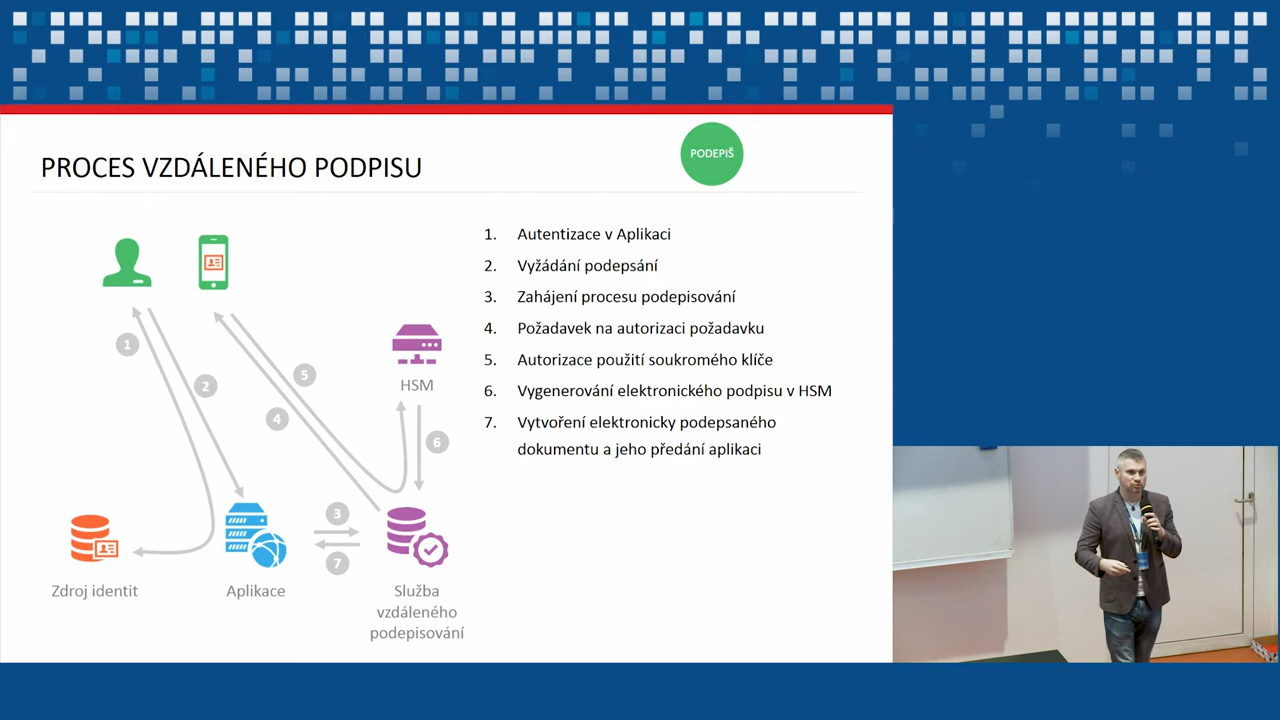 PROCES VZDÁLENÉHO PODPISU
PODEPIŠ
1. Autentizace v Aplikaci
2. Vyžádání podepsání
3. Zahájení procesu podepisování
4. Požadavek na autorizaci požadavku
5. Autorizace použití soukromého klíče
6. Vygenerování elektronického podpisu v HSM
7. Vytvoření elektronicky podepsaného
dokumentu a jeho předání aplikaci
1
2
5
4
HSM
6
3
7
Zdroj identit
Aplikace
Služba
vzdáleného
podepisování